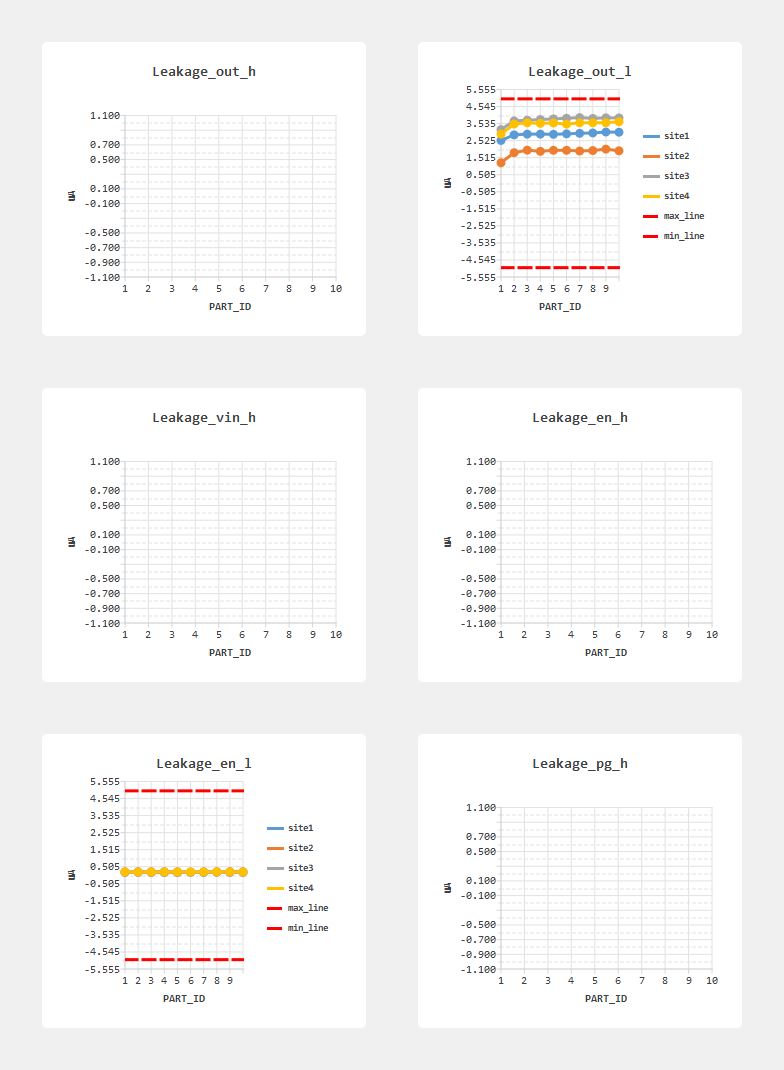 Leakage_out_h
1.100
0.700
0.500
0.100
-0.100
-0.500
-0.700
-0.900
-1.100
1 2 3 4 5 6 7 8 9 10
PART_ID
Leakage_out_l
5.555
4.545
3.535
2.525
1.515
0.505
-0.505
-1.515
-2.525
-3.535
-4.545
-5.555
1 2 3 4 5 6 7 8 9
PART_ID
site1
site2
site3
site4
max_line
min_line
Leakage_vin_h
1.100
0.700
0.500
0.100
-0.100
-0.500
-0.700
-0.900
-1.100
1 2 3 4 5 6 7 8 9 10
PART_ID
Leakage_en_h
1.100
0.700
0.500
0.100
-0.100
-0.500
-0.700
-0.900
-1.100
1 2 3 4 5 6 7 8 9 10
PART_ID
Leakage_en_l
5.555
4.545
3.535
2.525
1.515
0.505
-0.505
-1.515
-2.525
-3.535
-4.545
-5.555
1 2 3 4 5 6 7 8 9
PART_ID
site1
site2
site3
site4
max_line
min_line
Leakage_pg_h
1.100
0.700
0.500
0.100
-0.100
-0.500
-0.700
-0.900
-1.100
1 2 3 4 5 6 7 8 9 10
PART_ID